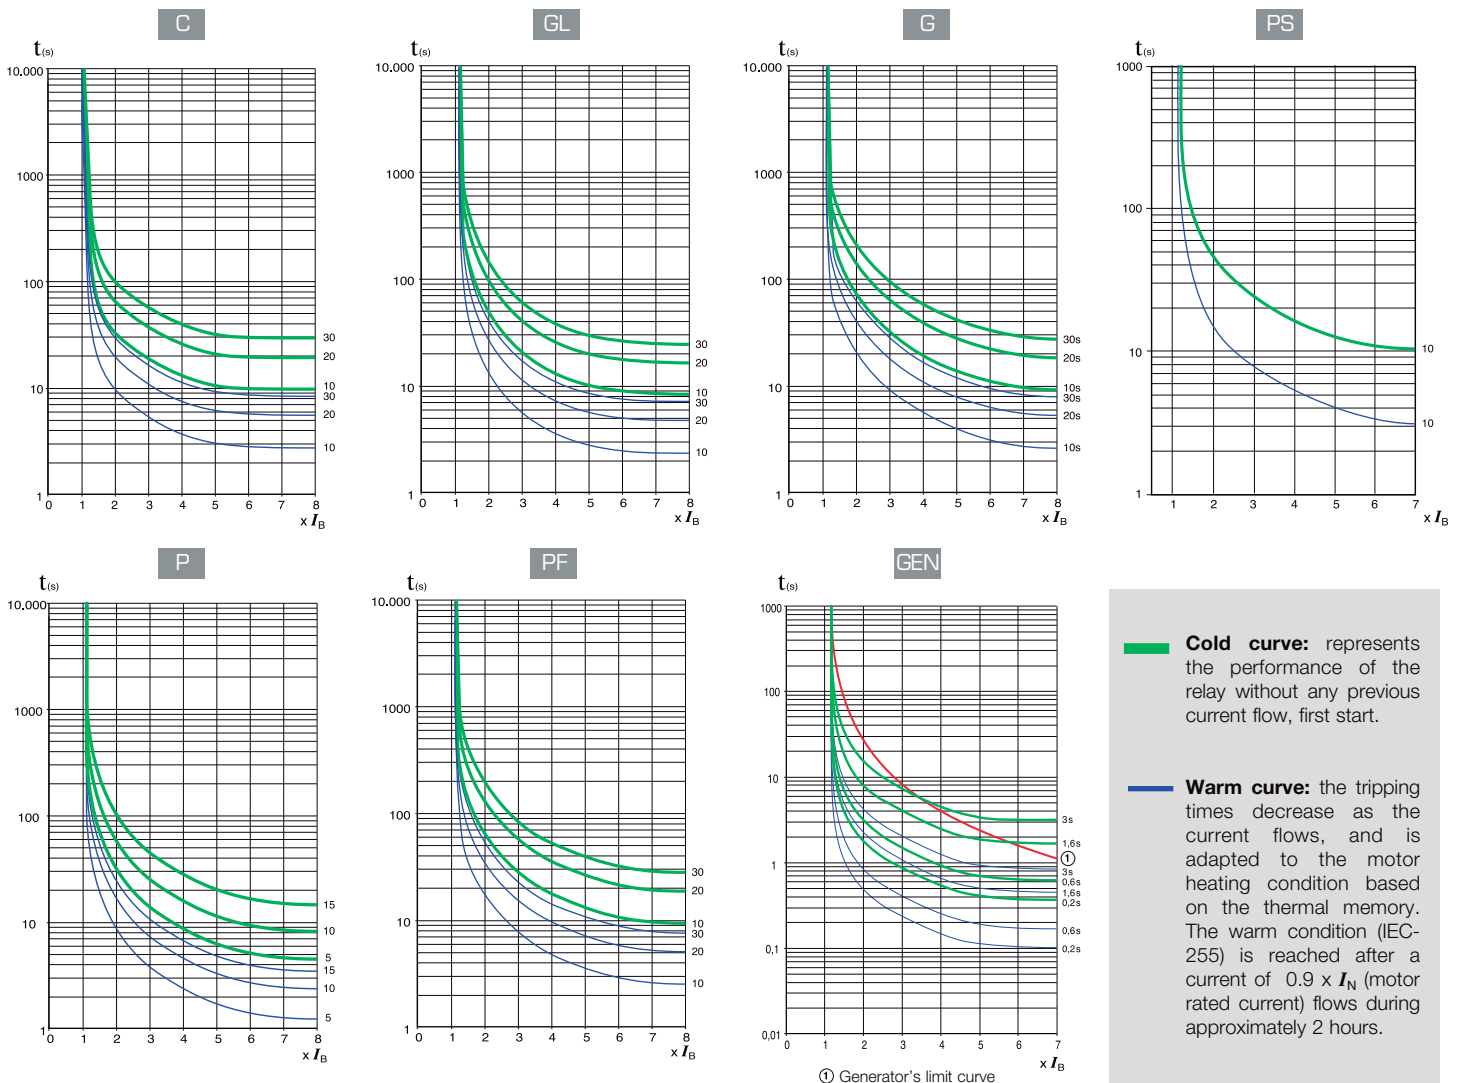 C
t(s)
10.000
1000
100
10
1
0 1 2 3 4 5 6 7 8
x IB
30
20
10
30
20
10
GL
t(s)
10.000
1000
100
10
1
0 1 2 3 4 5 6 7 8
x IB
30
20
10
30
20
10
G
t(s)
10.000
1000
100
10
1
0 1 2 3 4 5 6 7 8
x IB
30s
20s
10s
30s
20s
10s
PS
t(s)
1000
100
10
1
1 2 3 4 5 6 7
x IB
10
10
P
t(s)
10.000
1000
100
10
1
0 1 2 3 4 5 6 7 8
x IB
15
10
5
15
10
5
PF
t(s)
10.000
1000
100
10
1
0 1 2 3 4 5 6 7 8
x IB
30
20
10
30
20
10
GEN
t(s)
1000
100
10
1
0,1
0,01
0 1 2 3 4 5 6 7
x IB
3s
1,6s
①
3s
0,6s
1,6s
0,2s
0,6s
0,2s
① Generator's limit curve
Cold curve: represents
the performance of the
relay without any previous
current flow, first start.
Warm curve: the tripping
times decrease as the
current flows, and is
adapted to the motor
heating condition based
on the thermal memory.
The warm condition (IEC-
255) is reached after a
current of 0.9 x IN (motor
rated current) flows during
approximately 2 hours.